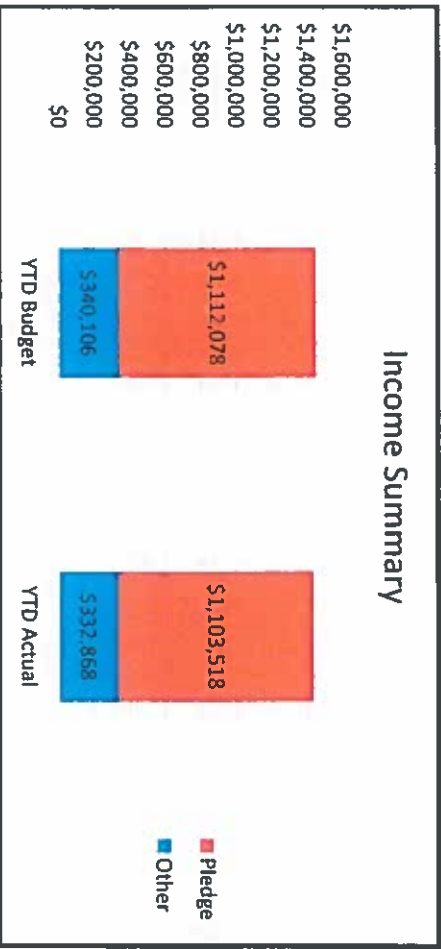 Income Summary
$1,600,000
$1,400,000
$1,200,000
$1,000,000
$800,000
$600,000
$400,000
$200,000
$0
$1,112,078
$340,106
$1,103,518
$332,868
YTD Budget
YTD Actual
Pledge
Other